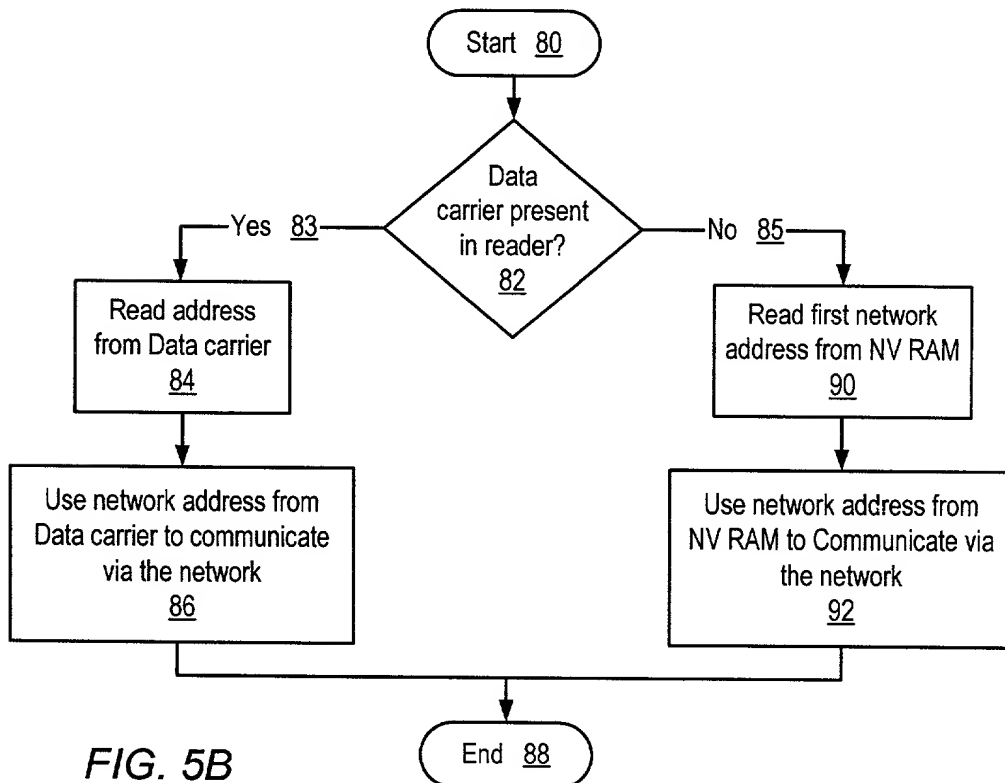 Start 80
Data
carrier present
in reader?
82
Yes 83
No 85
Read address
from Data carrier
84
Read first network
address from NV RAM
90
Use network address from
Data carrier to communicate
via the network
86
Use network address from
NV RAM to Communicate via
the network
92
End 88
FIG. 5B